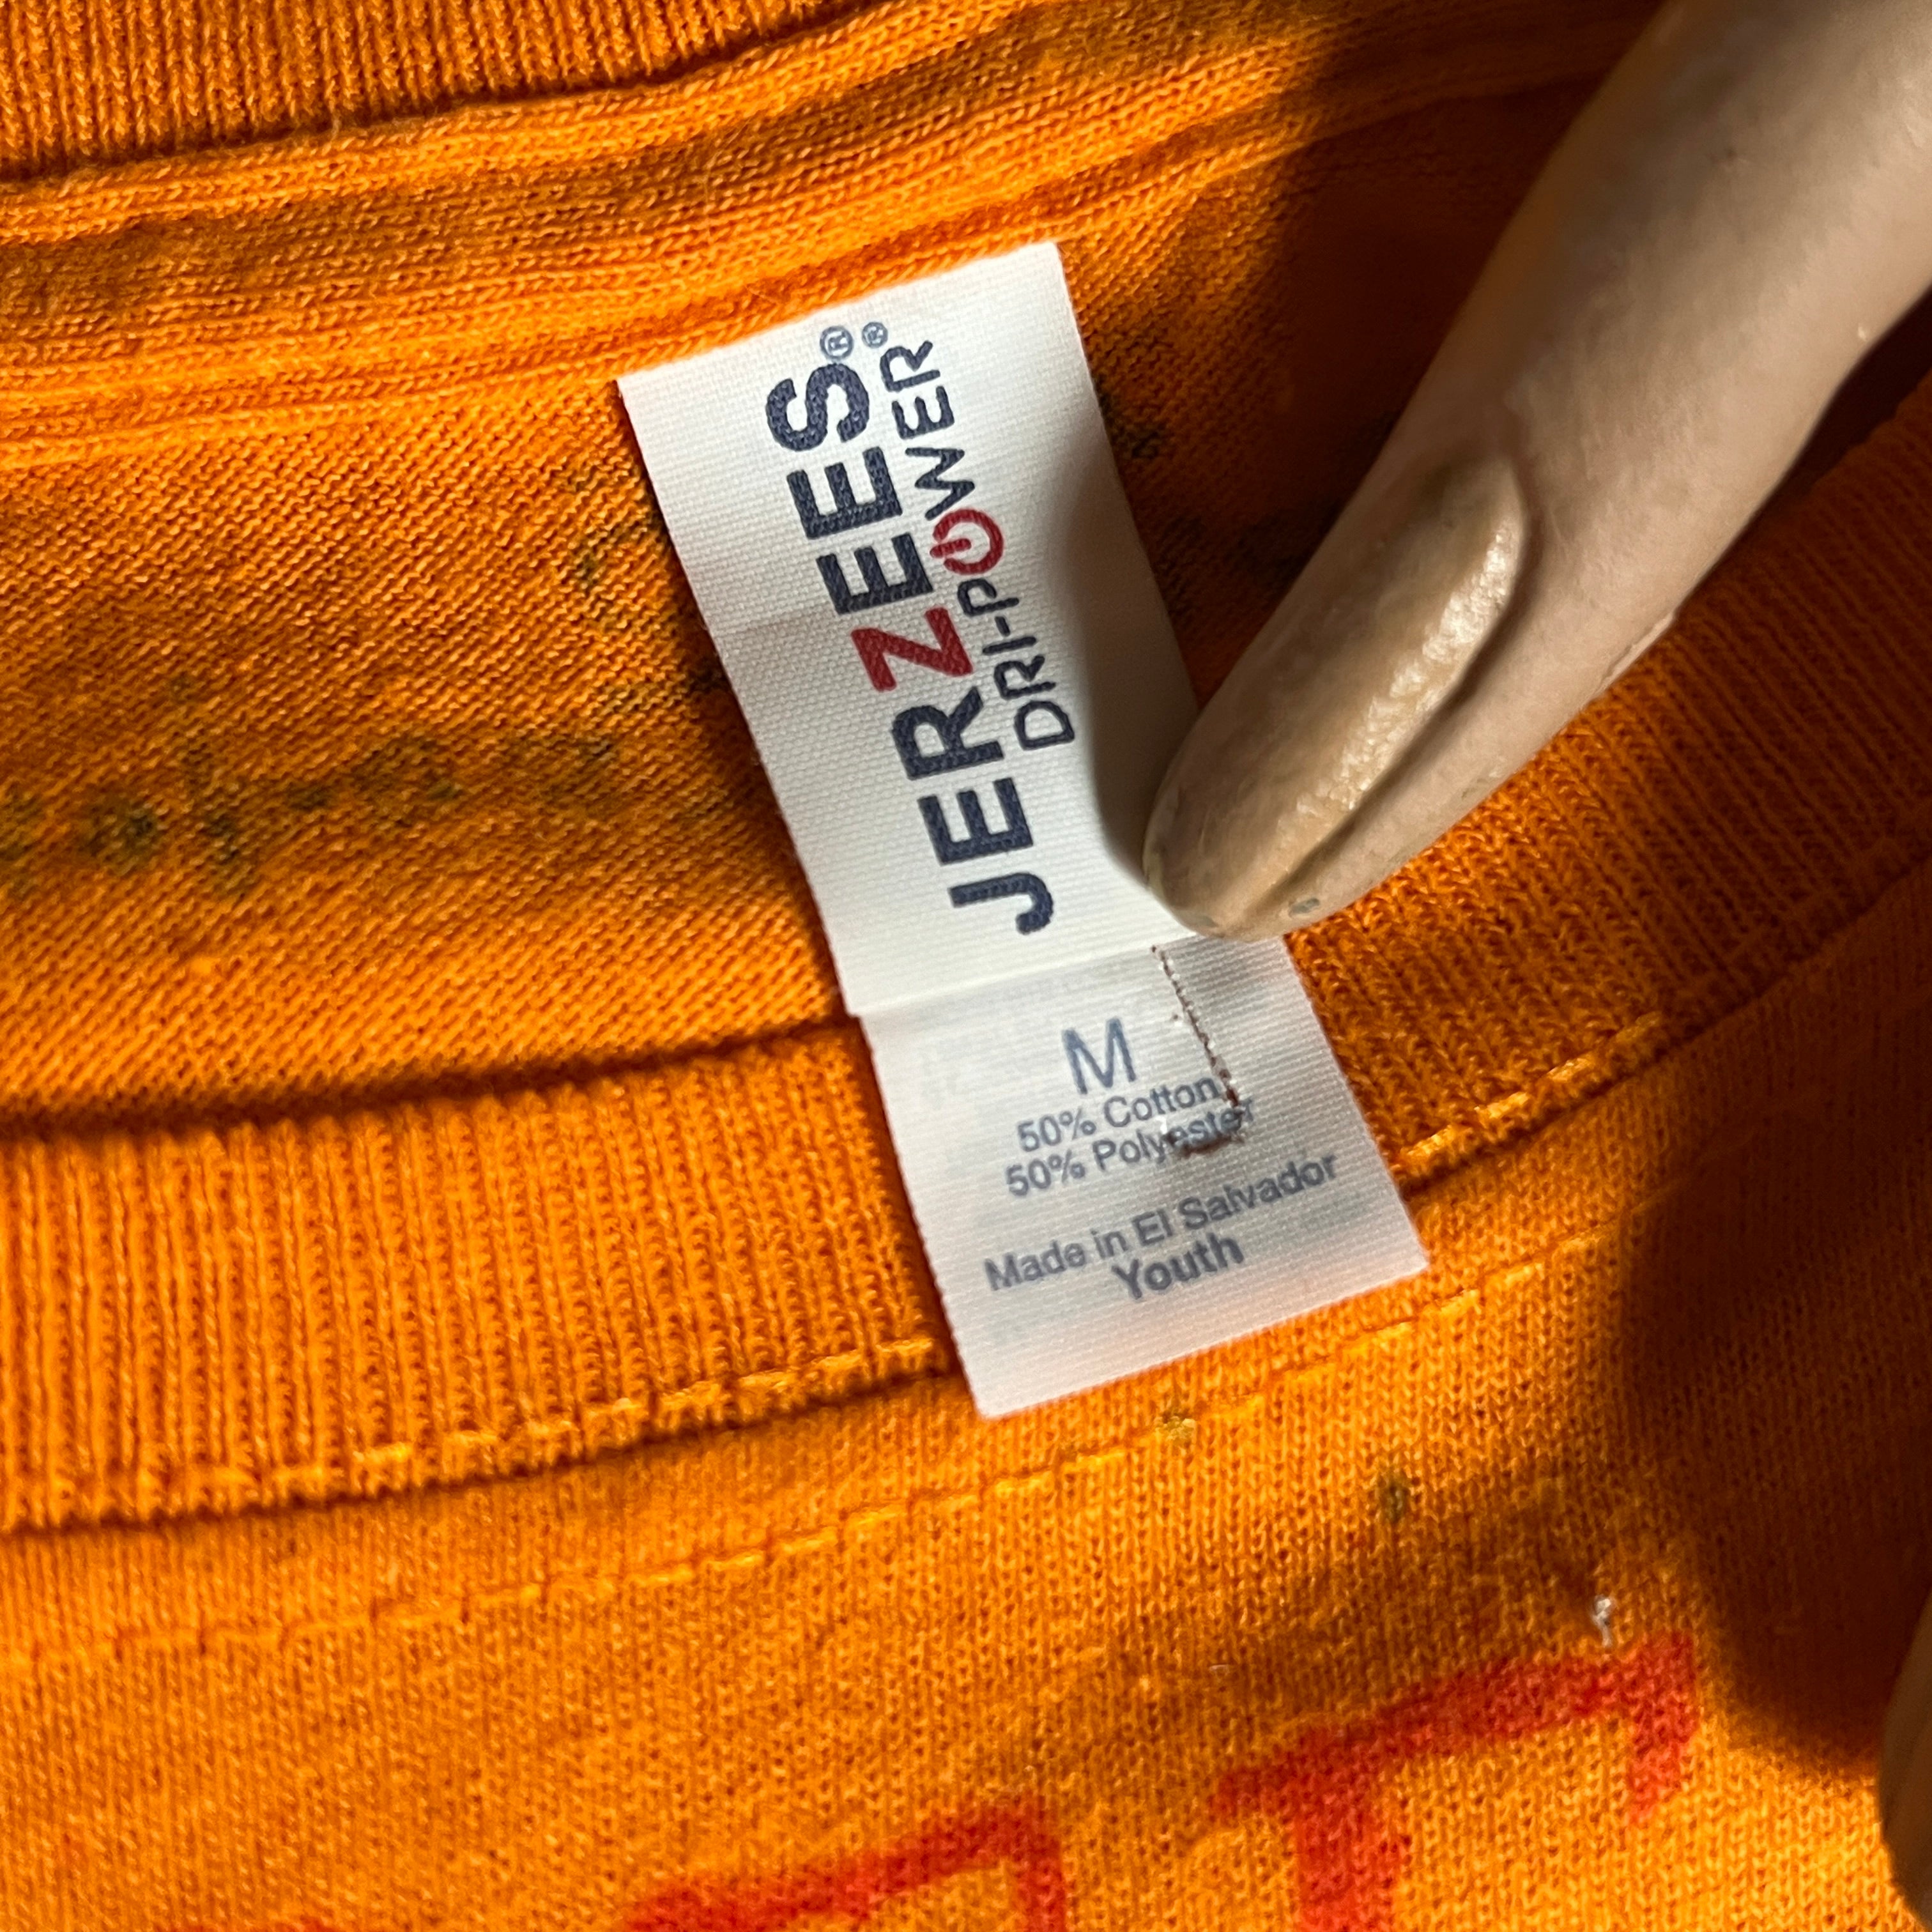 JERZEES®
DRI-POWER®
M
50% Cotton
50% Polyester
Made in El Salvador
Youth